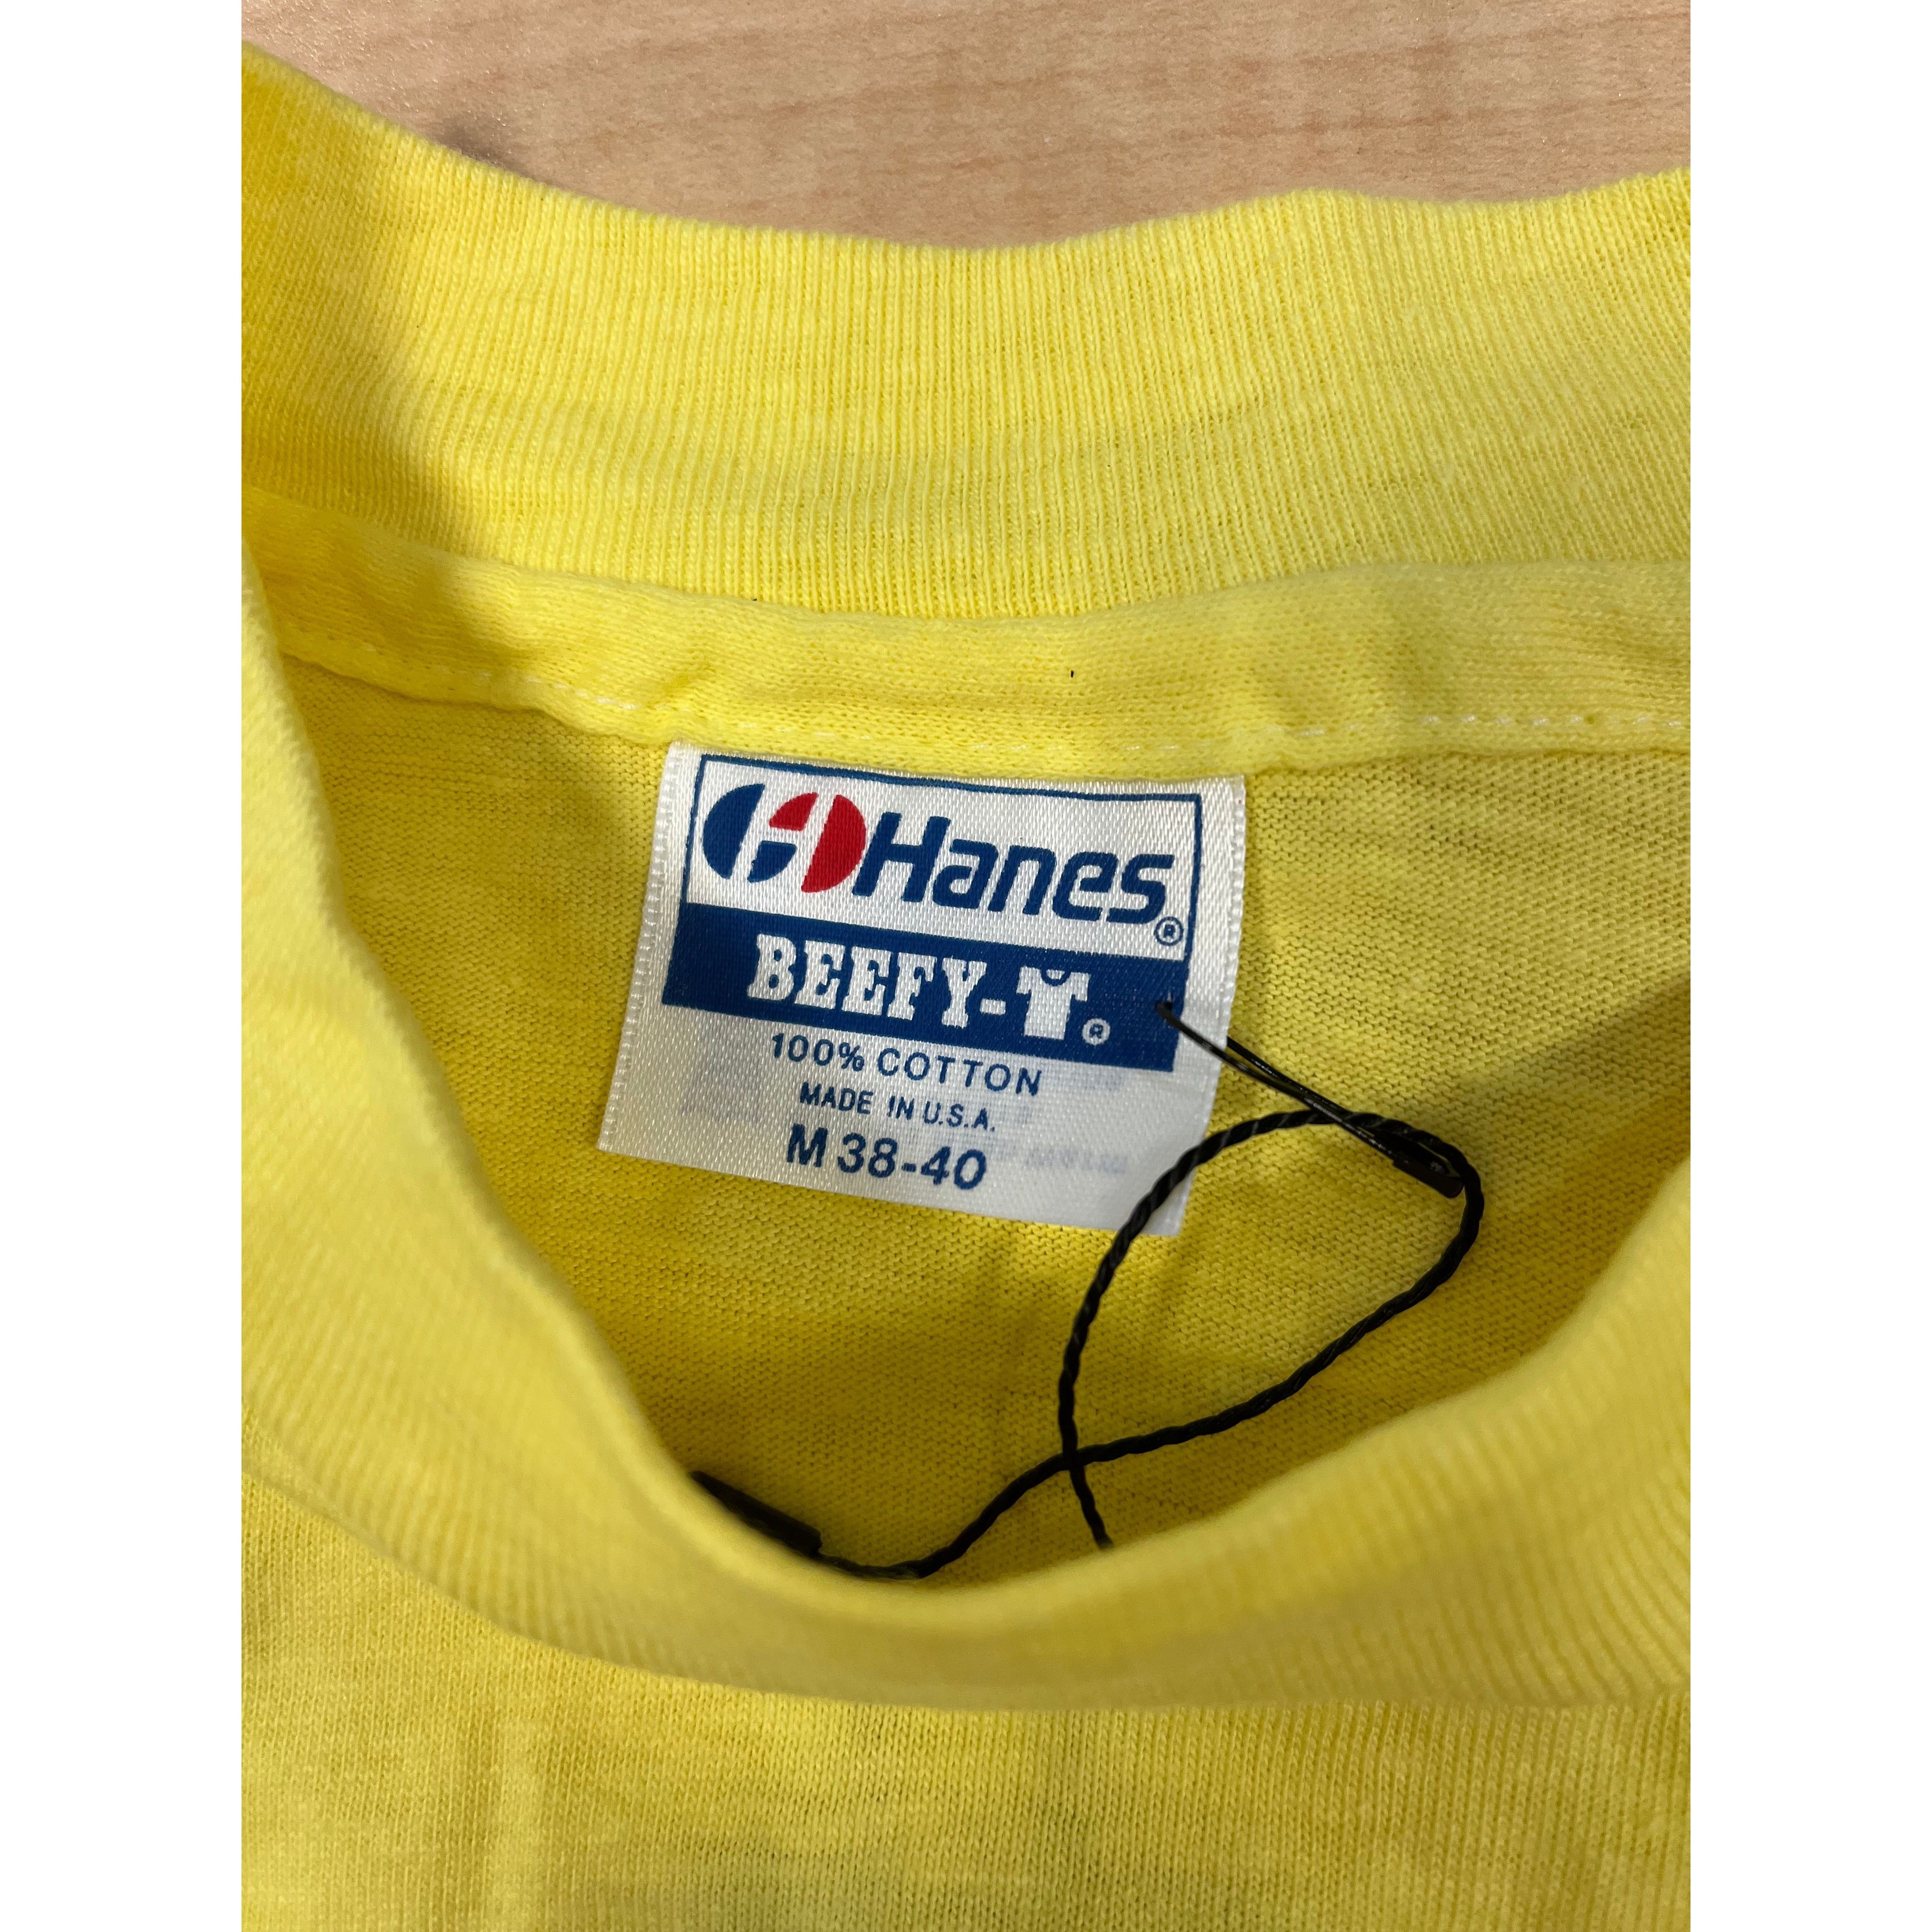 Hanes®
BEEFY-T®
100% COTTON
MADE IN U.S.A.
M 38-40